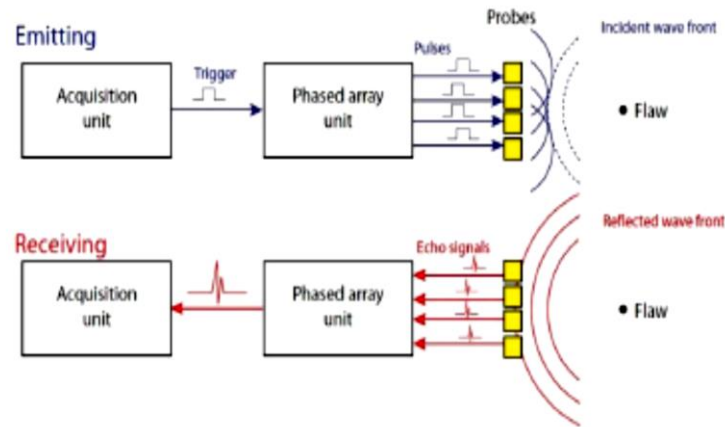 Emitting
Probes
Incident wave front
Acquisition
unit
Trigger
Phased array
unit
Pulses
Flaw
Receiving
Reflected wave front
Acquisition
unit
Phased array
unit
Echo signals
Flaw